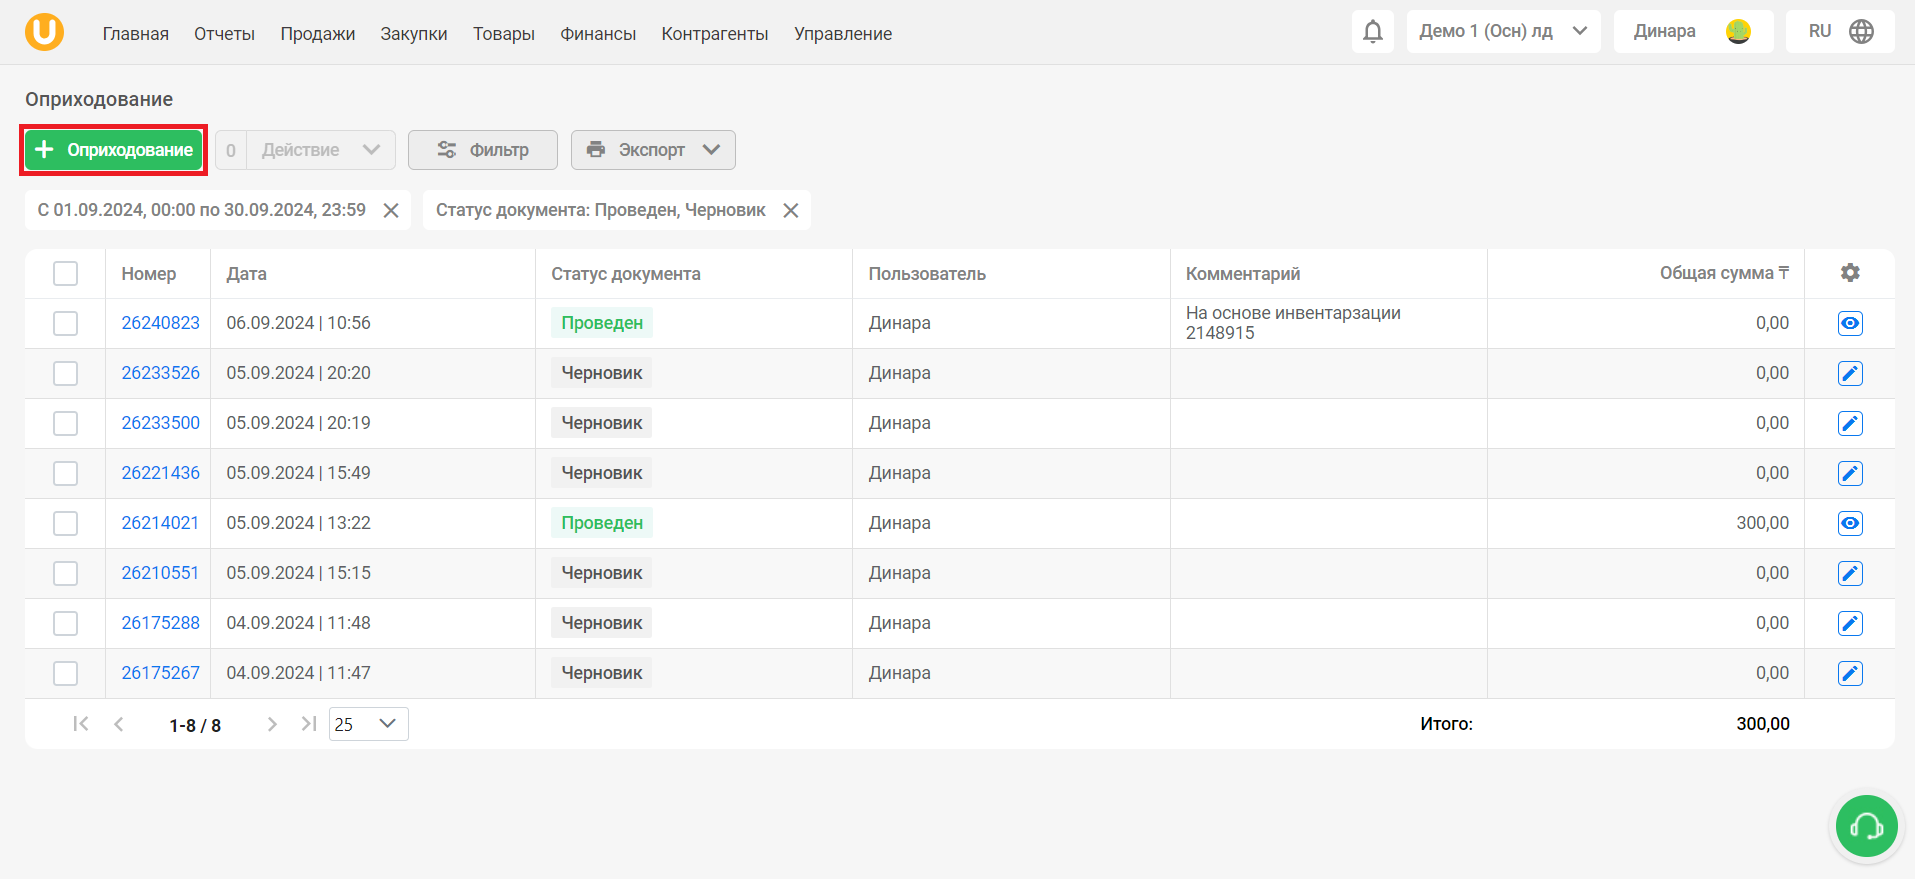 Главная Отчеты Продажи Закупки Товары Финансы Контрагенты Управление Демо 1 (Осн) лд Динара RU
Оприходование
Оприходование 0 Действие Фильтр Экспорт
С 01.09.2024, 00:00 по 30.09.2024, 23:59 Статус документа: Проведен, Черновик
Номер Дата Статус документа Пользователь Комментарий Общая сумма ₸
26240823 06.09.2024 | 10:56 Проведен Динара На основе инвентарзации 0,00
2148915
26233526 05.09.2024 | 20:20 Черновик Динара 0,00
26233500 05.09.2024 | 20:19 Черновик Динара 0,00
26221436 05.09.2024 | 15:49 Черновик Динара 0,00
26214021 05.09.2024 | 13:22 Проведен Динара 300,00
26210551 05.09.2024 | 15:15 Черновик Динара 0,00
26175288 04.09.2024 | 11:48 Черновик Динара 0,00
26175267 04.09.2024 | 11:47 Черновик Динара 0,00
1-8 / 8 25 Итого: 300,00